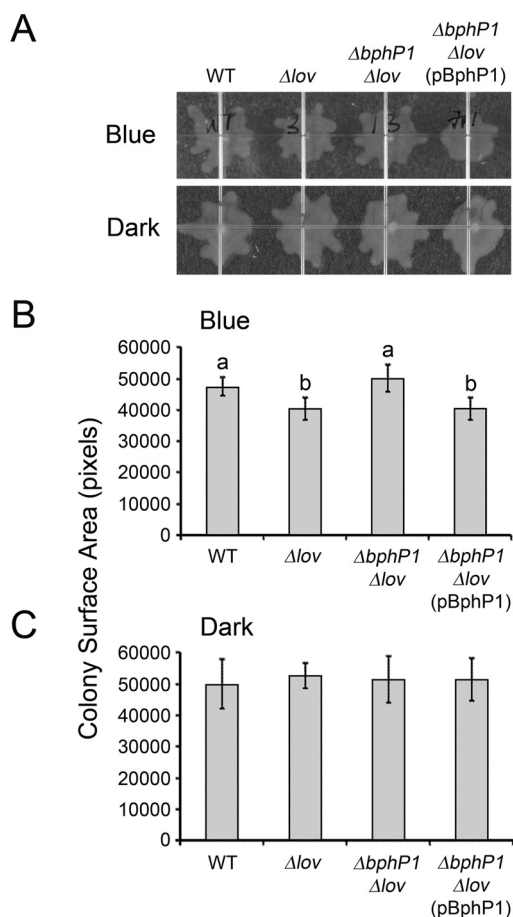 A
WT
Δlov
ΔbphP1
Δlov
ΔbphP1
Δlov
(pBphP1)
Blue
WT 3 13
Dark
B
Blue
Colony Surface Area (pixels)
60000
50000
40000
30000
20000
10000
0
a
b
a
b
WT
Δlov
ΔbphP1
Δlov
ΔbphP1
Δlov
(pBphP1)
C
Dark
60000
50000
40000
30000
20000
10000
0
WT
Δlov
ΔbphP1
Δlov
ΔbphP1
Δlov
(pBphP1)